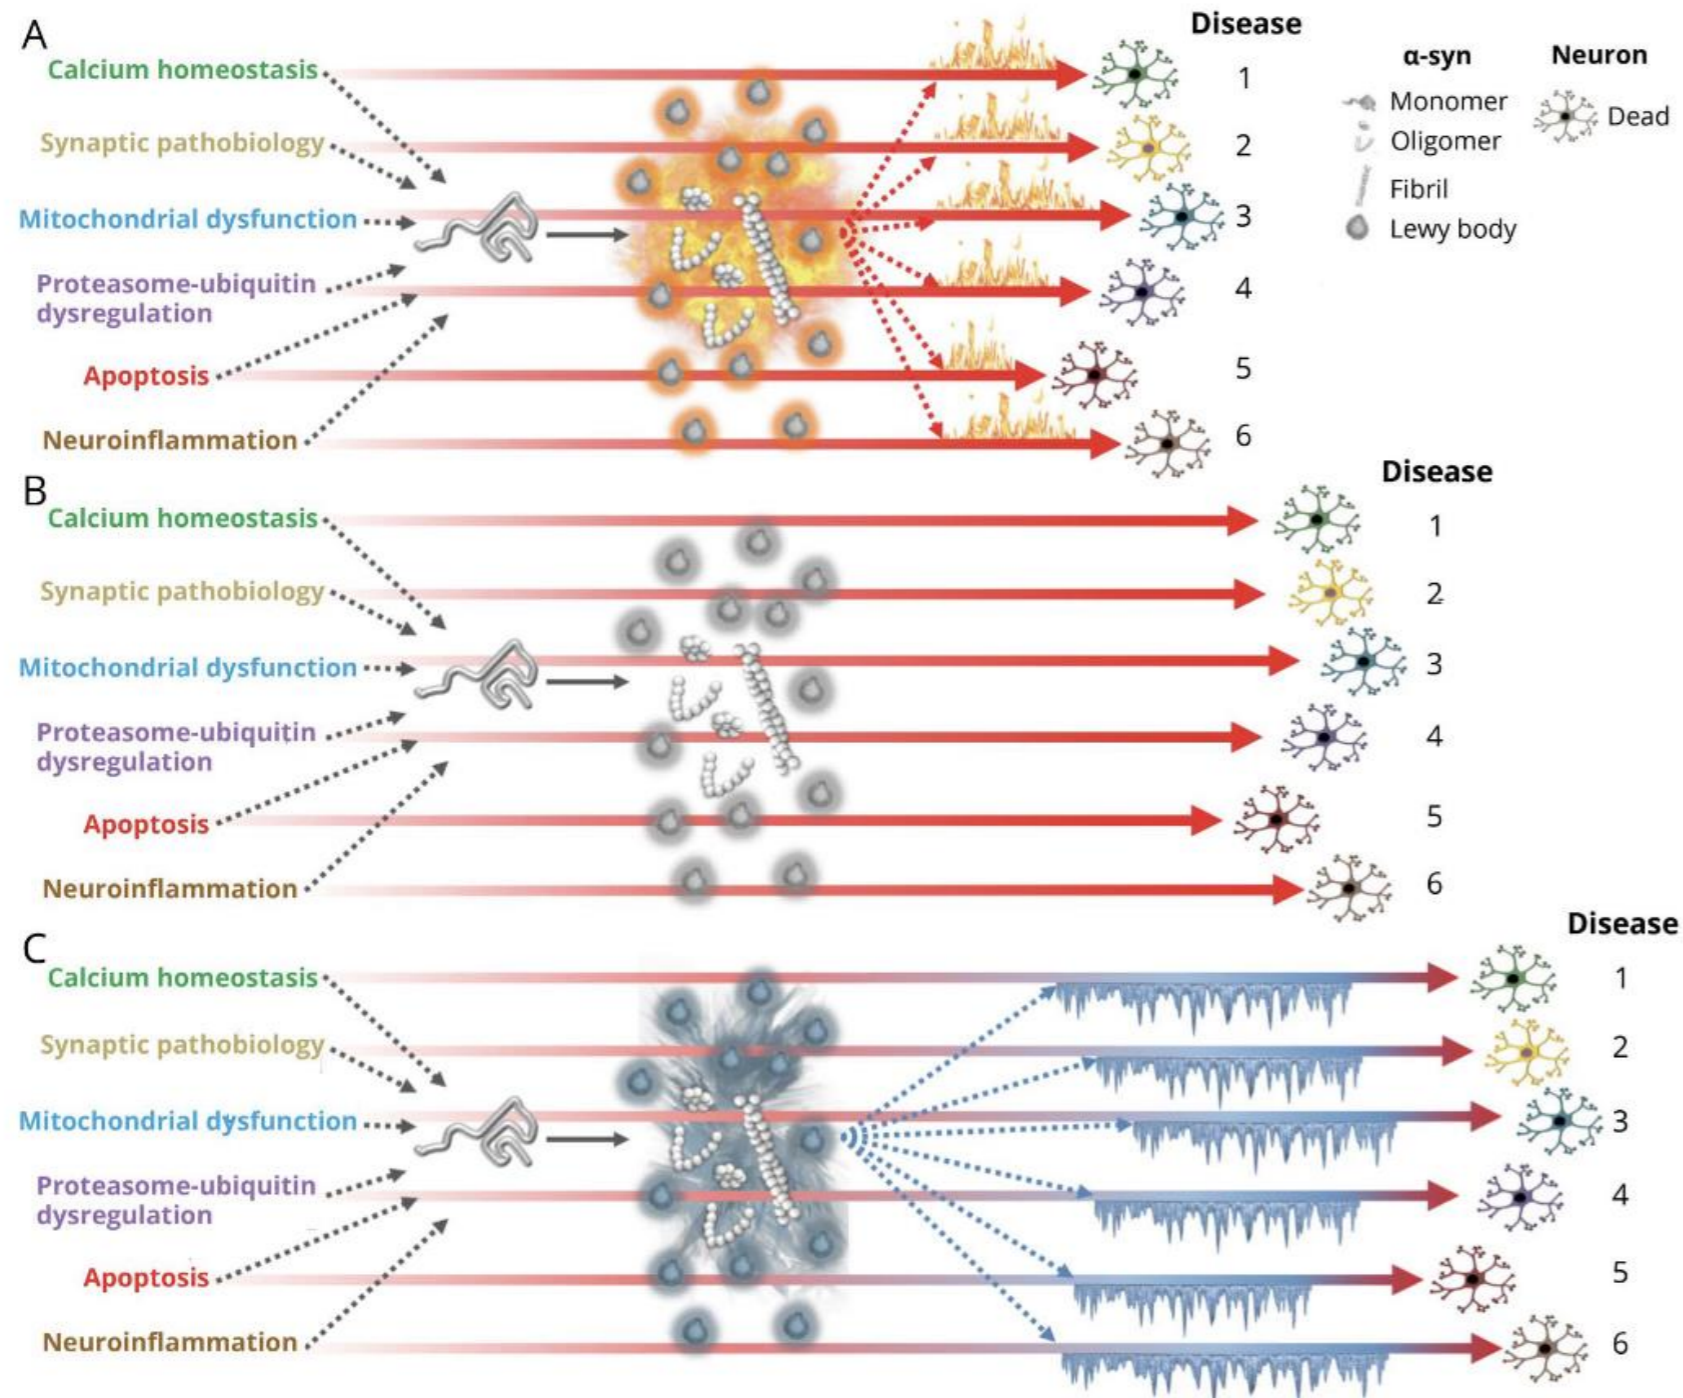 A
Disease
Calcium homeostasis
1
Synaptic pathobiology
2
Mitochondrial dysfunction
3
Proteasome-ubiquitin
dysregulation
4
Apoptosis
5
Neuroinflammation
6
α-syn
Monomer
Oligomer
Fibril
Lewy body
Neuron
Dead
B
Disease
Calcium homeostasis
1
Synaptic pathobiology
2
Mitochondrial dysfunction
3
Proteasome-ubiquitin
dysregulation
4
Apoptosis
5
Neuroinflammation
6
C
Disease
Calcium homeostasis
1
Synaptic pathobiology
2
Mitochondrial dysfunction
3
Proteasome-ubiquitin
dysregulation
4
Apoptosis
5
Neuroinflammation
6